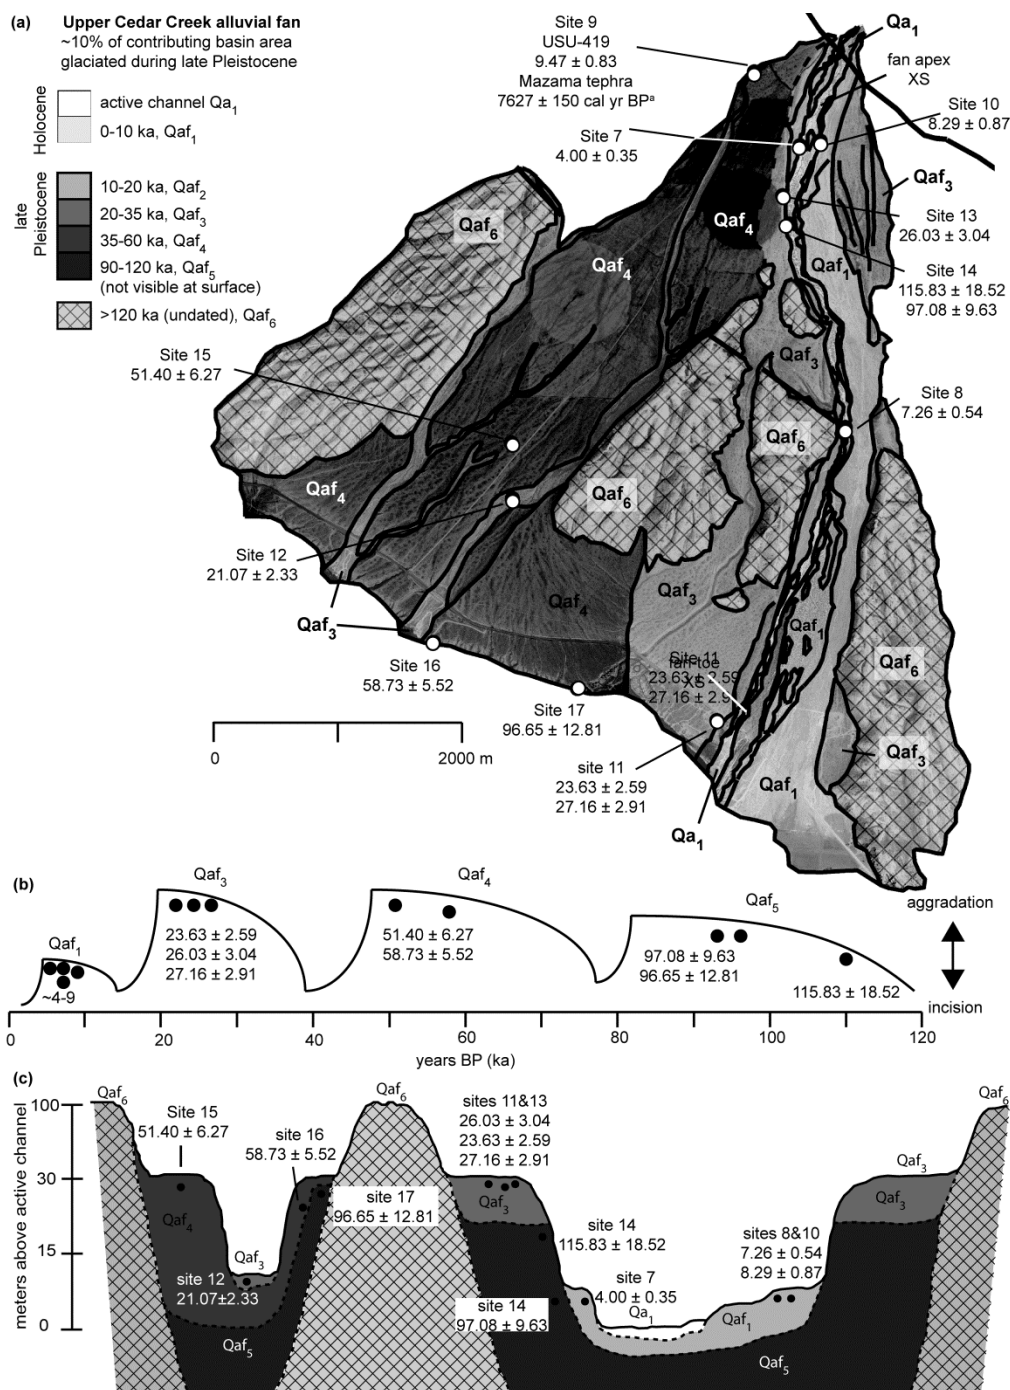 (a)
Upper Cedar Creek alluvial fan
~10% of contributing basin area
glaciated during late Pleistocene
Holocene
active channel Qa1
0-10 ka, Qaf1
late
Pleistocene
10-20 ka, Qaf2
20-35 ka, Qaf3
35-60 ka, Qaf4
90-120 ka, Qaf5
(not visible at surface)
>120 ka (undated), Qaf6
Site 9
USU-419
9.47 ± 0.83
Mazama tephra
7627 ± 150 cal yr BPa
Site 7
4.00 ± 0.35
Qa1
fan apex
XS
Site 10
8.29 ± 0.87
Qaf3
Site 13
26.03 ± 3.04
Site 14
115.83 ± 18.52
97.08 ± 9.63
Site 8
7.26 ± 0.54
Qaf6
Qaf4
Qaf4
Qaf1
Qaf3
Site 15
51.40 ± 6.27
Qaf6
Qaf6
Qaf4
Site 12
21.07 ± 2.33
Qaf3
Qaf4
Qaf3
Qaf1
Qaf6
Site 11
fan toe
XS
23.63 ± 2.59
27.16 ± 2.9
Site 16
58.73 ± 5.52
Site 17
96.65 ± 12.81
site 11
23.63 ± 2.59
27.16 ± 2.91
Qaf3
Qaf1
Qa1
0
2000 m
(b)
Qaf1
~4-9
Qaf3
23.63 ± 2.59
26.03 ± 3.04
27.16 ± 2.91
Qaf4
51.40 ± 6.27
58.73 ± 5.52
Qaf5
97.08 ± 9.63
96.65 ± 12.81
115.83 ± 18.52
aggradation
incision
0 20 40 60 80 100 120
years BP (ka)
(c)
meters above active channel
100
30
15
0
Qaf6
Site 15
51.40 ± 6.27
Qaf4
site 12
21.07±2.33
Qaf3
Qaf5
site 16
58.73 ± 5.52
Qaf6
site 17
96.65 ± 12.81
sites 11&13
26.03 ± 3.04
23.63 ± 2.59
27.16 ± 2.91
Qaf3
site 14
115.83 ± 18.52
site 14
97.08 ± 9.63
site 7
4.00 ± 0.35
Qa1
sites 8&10
7.26 ± 0.54
8.29 ± 0.87
Qaf1
Qaf5
Qaf3
Qaf3
Qaf6